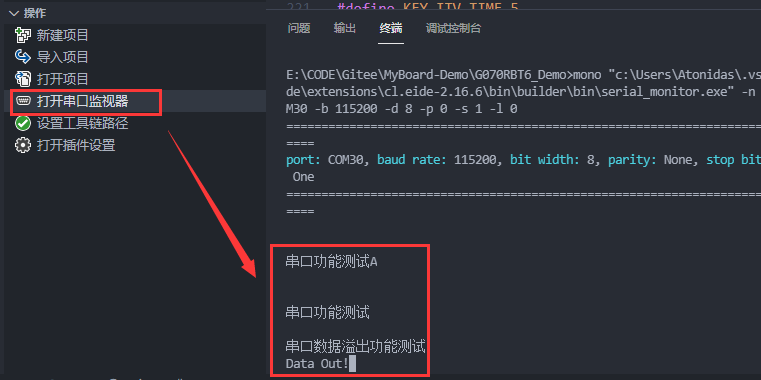 操作
新建项目
导入项目
打开项目
打开串口监视器
设置工具链路径
打开插件设置
221 #define KEY_ITV_TIME 5
问题 输出 终端 调试控制台
E:\CODE\Gitee\MyBoard-Demo\G070RBT6_Demo>mono "c:\Users\Atonidas\.vs
de\extensions\cl.eide-2.16.6\bin\builder\bin\serial_monitor.exe" -n
M30 -b 115200 -d 8 -p 0 -s 1 -l 0
====
port: COM30, baud rate: 115200, bit width: 8, parity: None, stop bit
One
====
串口功能测试A
串口功能测试
串口数据溢出功能测试
Data Out!